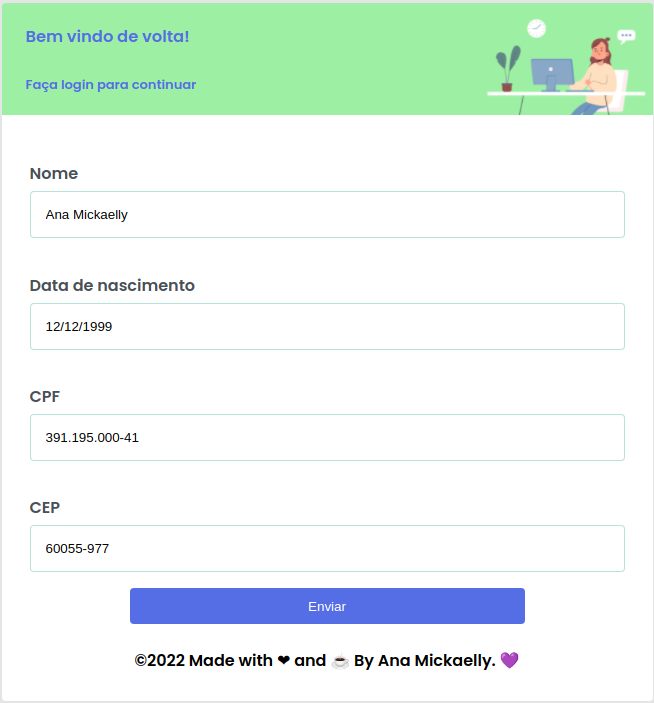 Bem vindo de volta!
Faça login para continuar
Nome
Ana Mickaelly
Data de nascimento
12/12/1999
CPF
391.195.000-41
CEP
60055-977
Enviar
©2022 Made with ❤ and ☕ By Ana Mickaelly. 💜